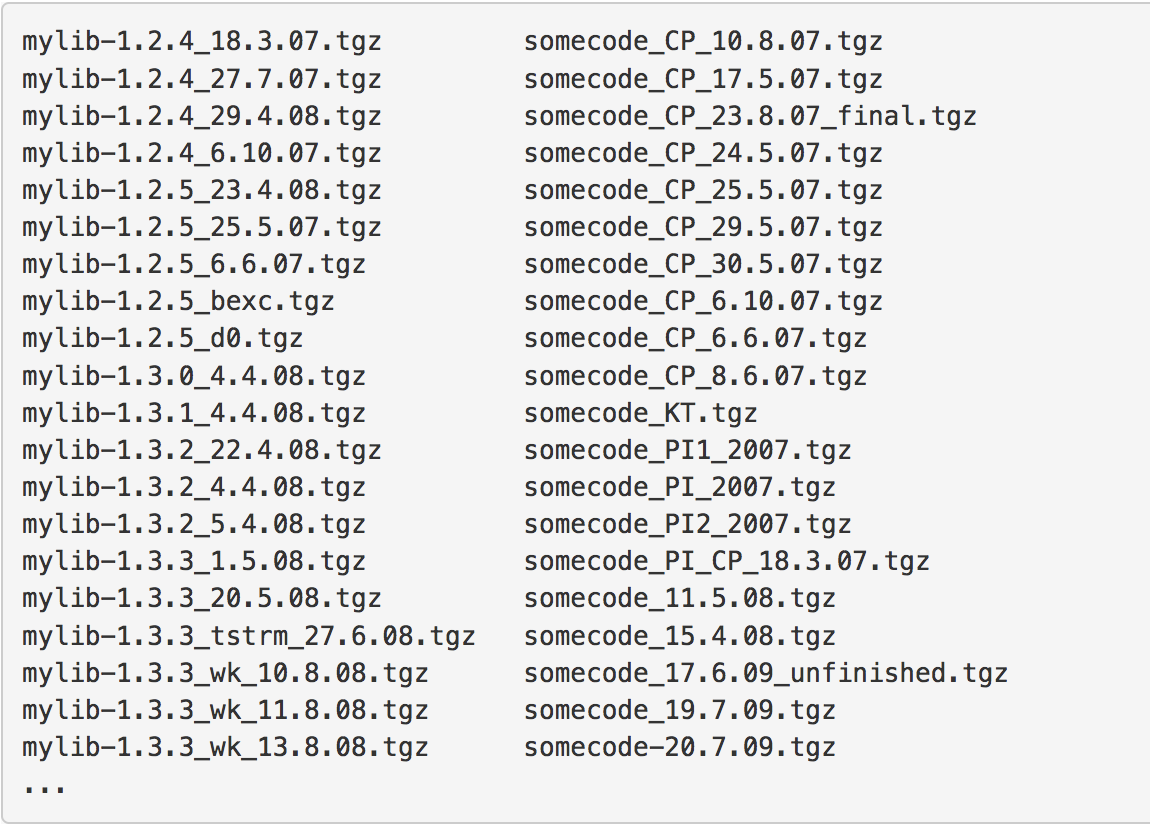 mylib-1.2.4_18.3.07.tgz somecode_CP_10.8.07.tgz
mylib-1.2.4_27.7.07.tgz somecode_CP_17.5.07.tgz
mylib-1.2.4_29.4.08.tgz somecode_CP_23.8.07_final.tgz
mylib-1.2.4_6.10.07.tgz somecode_CP_24.5.07.tgz
mylib-1.2.5_23.4.08.tgz somecode_CP_25.5.07.tgz
mylib-1.2.5_25.5.07.tgz somecode_CP_29.5.07.tgz
mylib-1.2.5_6.6.07.tgz somecode_CP_30.5.07.tgz
mylib-1.2.5_bexc.tgz somecode_CP_6.10.07.tgz
mylib-1.2.5_d0.tgz somecode_CP_6.6.07.tgz
mylib-1.3.0_4.4.08.tgz somecode_CP_8.6.07.tgz
mylib-1.3.1_4.4.08.tgz somecode_KT.tgz
mylib-1.3.2_22.4.08.tgz somecode_PI1_2007.tgz
mylib-1.3.2_4.4.08.tgz somecode_PI_2007.tgz
mylib-1.3.2_5.4.08.tgz somecode_PI2_2007.tgz
mylib-1.3.3_1.5.08.tgz somecode_PI_CP_18.3.07.tgz
mylib-1.3.3_20.5.08.tgz somecode_11.5.08.tgz
mylib-1.3.3_tstrm_27.6.08.tgz somecode_15.4.08.tgz
mylib-1.3.3_wk_10.8.08.tgz somecode_17.6.09_unfinished.tgz
mylib-1.3.3_wk_11.8.08.tgz somecode_19.7.09.tgz
mylib-1.3.3_wk_13.8.08.tgz somecode-20.7.09.tgz
...